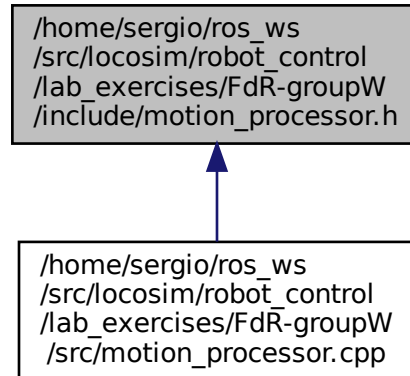 /home/sergio/ros_ws
/src/locosim/robot_control
/lab_exercises/FdR-groupW
/include/motion_processor.h
/home/sergio/ros_ws
/src/locosim/robot_control
/lab_exercises/FdR-groupW
/src/motion_processor.cpp